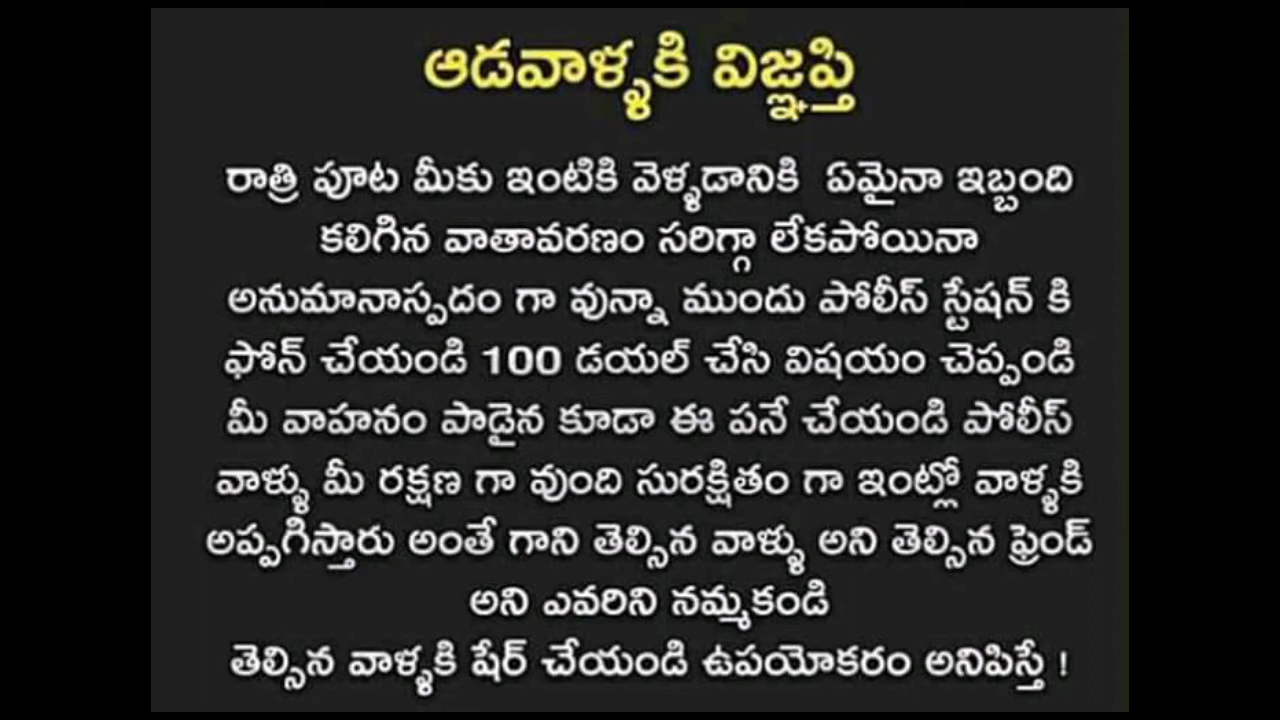 ఆడవాళ్ళకి విజ్ఞప్తి
రాత్రి పూట మీకు ఇంటికి వెళ్ళడానికి ఏమైనా ఇబ్బంది
కలిగిన వాతావరణం సరిగ్గా లేకపోయినా
అనుమానాస్పదం గా వున్నా ముందు పోలీస్ స్టేషన్ కి
ఫోన్ చేయండి 100 డయల్ చేసి విషయం చెప్పండి
మీ వాహనం పాడైన కూడా ఈ పనే చేయండి పోలీస్
వాళ్ళు మీ రక్షణ గా వుంది సురక్షితం గా ఇంట్లో వాళ్ళకి
అప్పగిస్తారు అంతే గాని తెల్సిన వాళ్ళు అని తెల్సిన ఫ్రెండ్
అని ఎవరిని నమ్మకండి
తెల్సిన వాళ్ళకి షేర్ చేయండి ఉపయోకరం అనిపిస్తే !